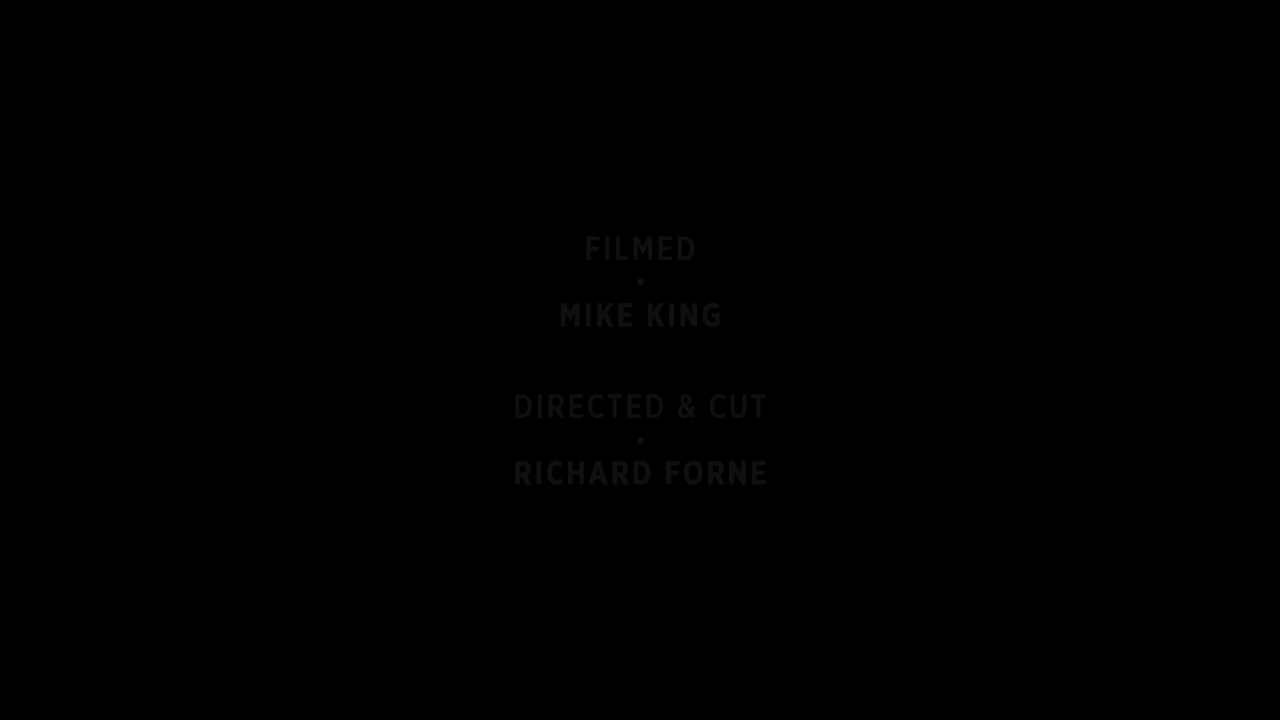 FILMED
•
MIKE KING
DIRECTED & CUT
•
RICHARD FORNE